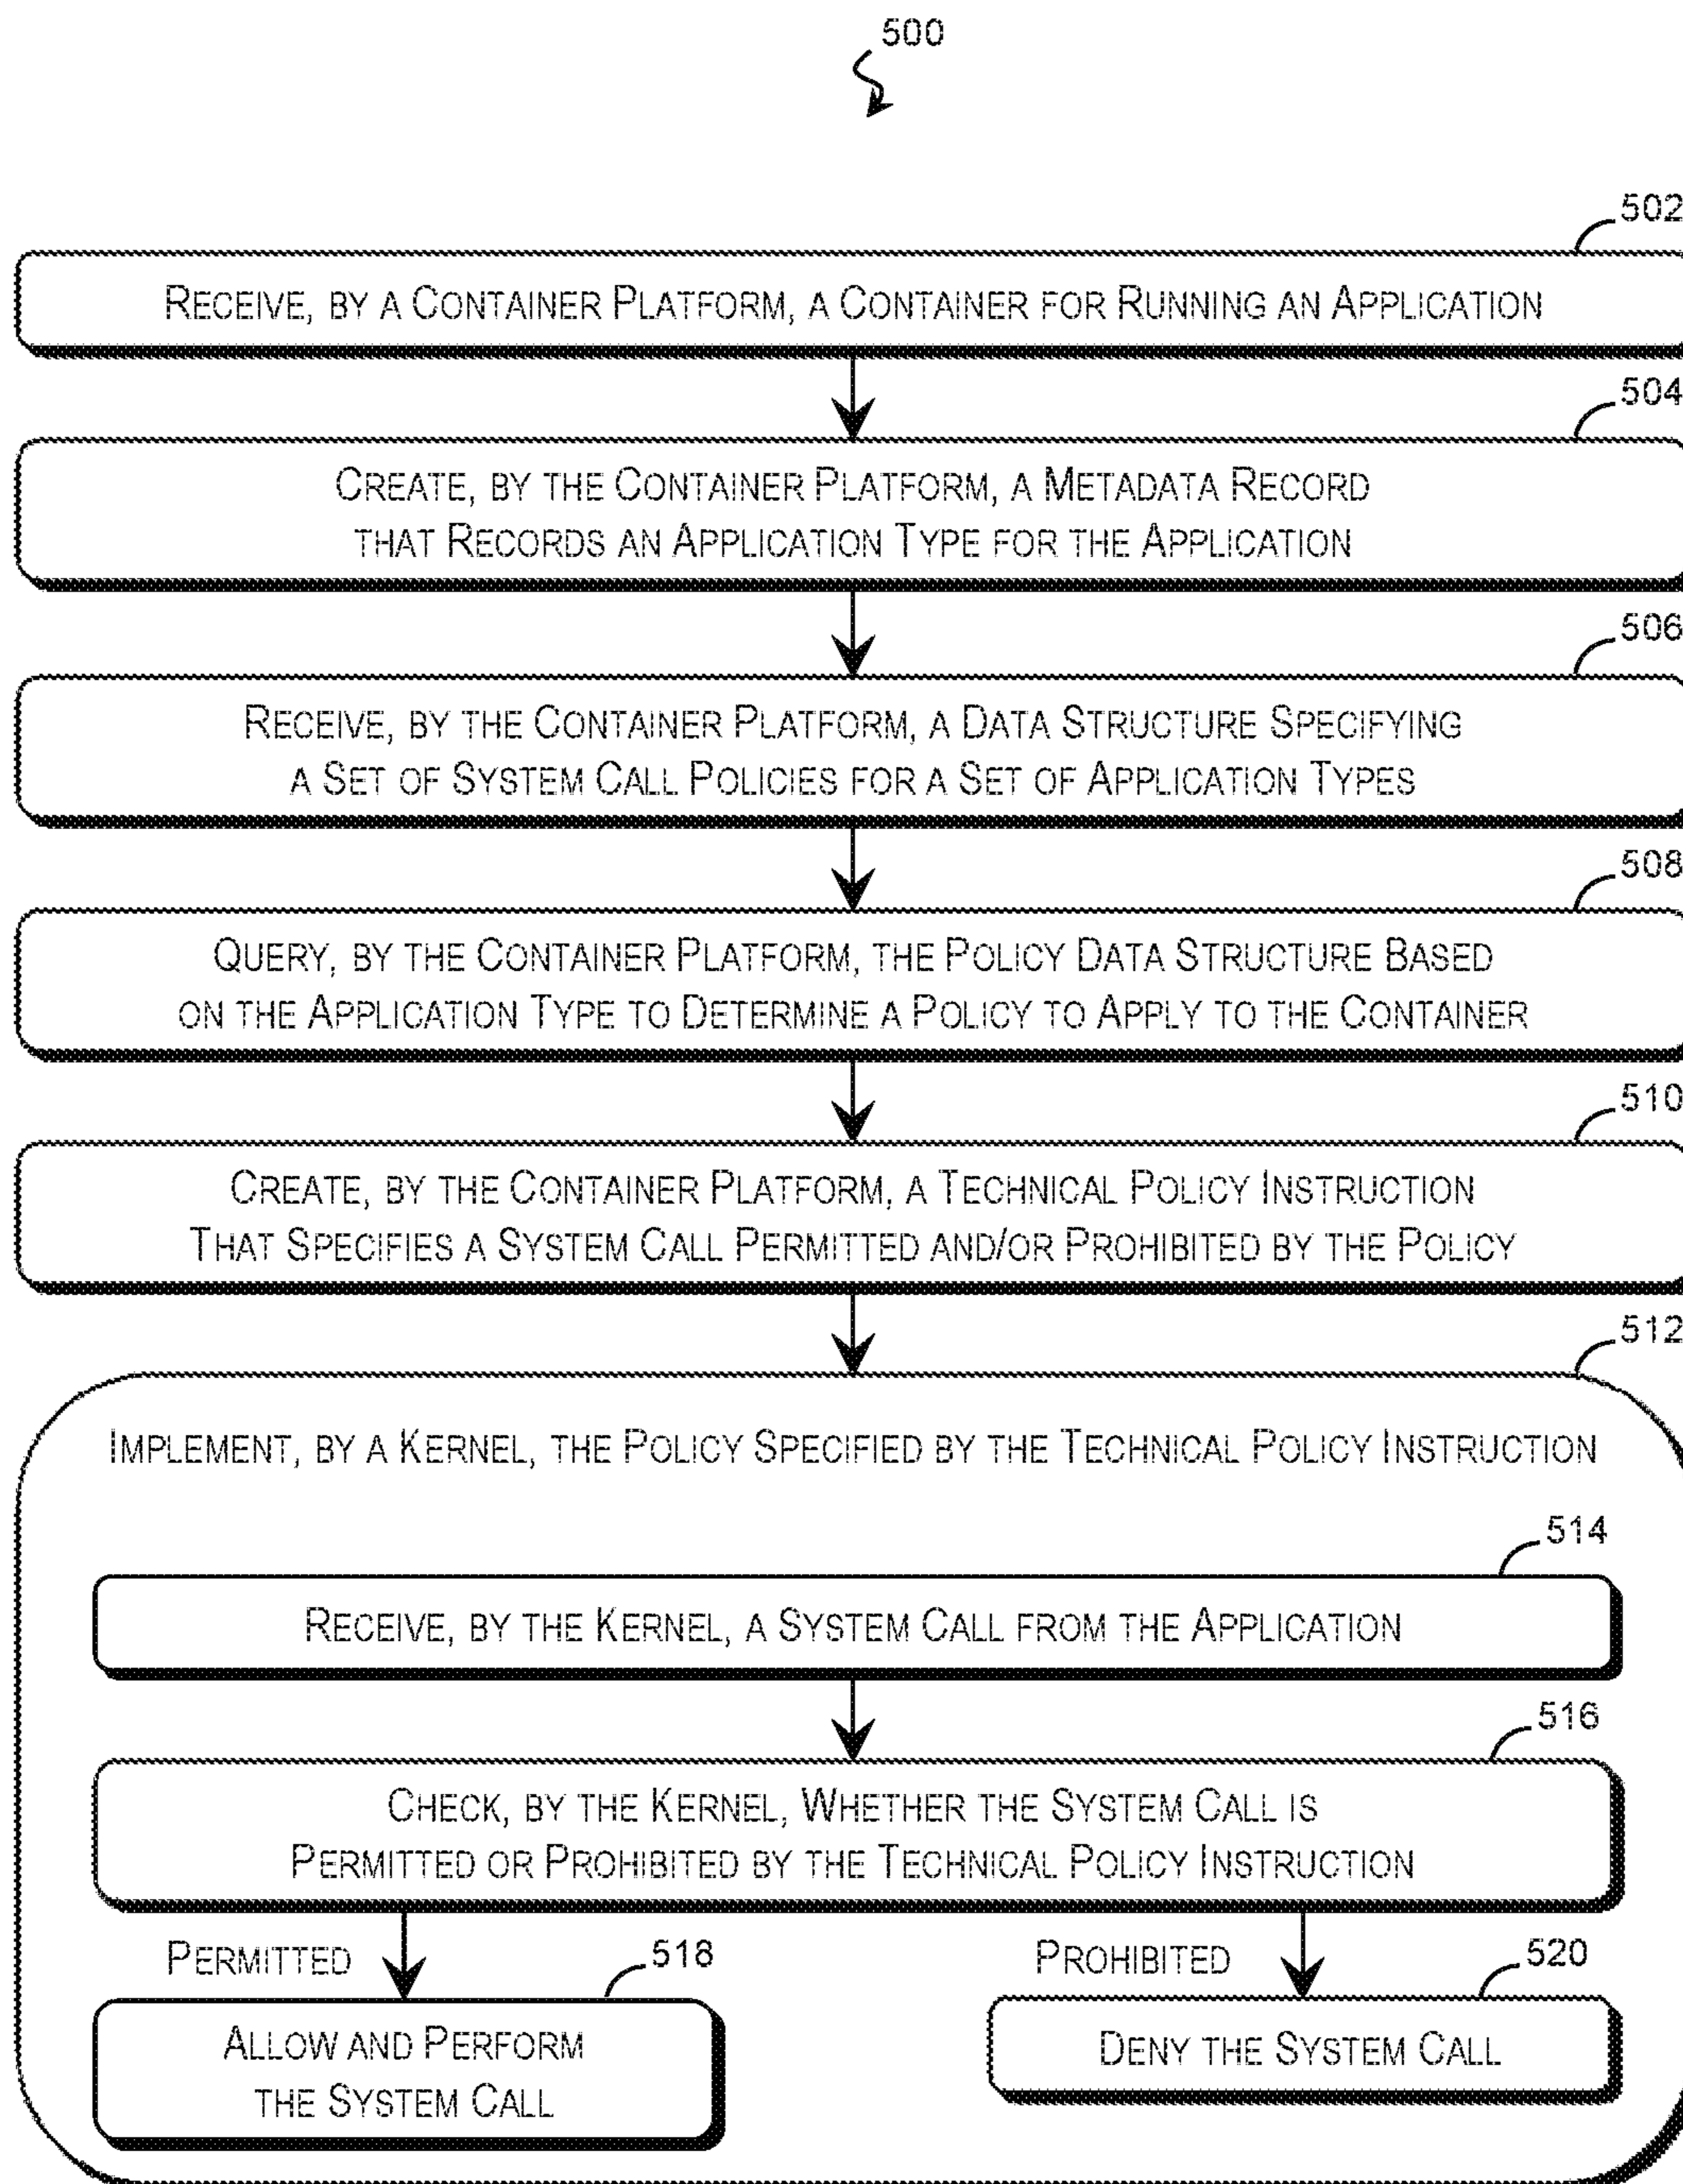 500
502
RECEIVE, BY A CONTAINER PLATFORM, A CONTAINER FOR RUNNING AN APPLICATION
504
CREATE, BY THE CONTAINER PLATFORM, A METADATA RECORD
THAT RECORDS AN APPLICATION TYPE FOR THE APPLICATION
506
RECEIVE, BY THE CONTAINER PLATFORM, A DATA STRUCTURE SPECIFYING
A SET OF SYSTEM CALL POLICIES FOR A SET OF APPLICATION TYPES
508
QUERY, BY THE CONTAINER PLATFORM, THE POLICY DATA STRUCTURE BASED
ON THE APPLICATION TYPE TO DETERMINE A POLICY TO APPLY TO THE CONTAINER
510
CREATE, BY THE CONTAINER PLATFORM, A TECHNICAL POLICY INSTRUCTION
THAT SPECIFIES A SYSTEM CALL PERMITTED AND/OR PROHIBITED BY THE POLICY
512
IMPLEMENT, BY A KERNEL, THE POLICY SPECIFIED BY THE TECHNICAL POLICY INSTRUCTION
514
RECEIVE, BY THE KERNEL, A SYSTEM CALL FROM THE APPLICATION
516
CHECK, BY THE KERNEL, WHETHER THE SYSTEM CALL IS
PERMITTED OR PROHIBITED BY THE TECHNICAL POLICY INSTRUCTION
PERMITTED
518
PROHIBITED
520
ALLOW AND PERFORM
THE SYSTEM CALL
DENY THE SYSTEM CALL